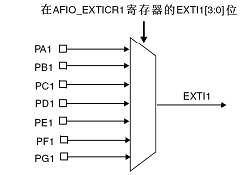 在AFIO_EXTICR1寄存器的EXTI1[3:0]位
PA1
PB1
PC1
EXTI1
PD1
PE1
PF1
PG1